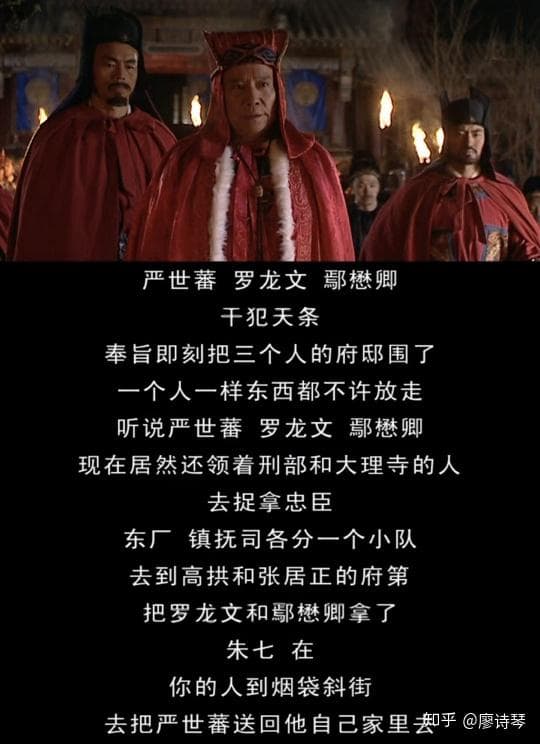 严世蕃 罗龙文 鄢懋卿
干犯天条
奉旨即刻把三个人的府邸围了
一个人一样东西都不许放走
听说严世蕃 罗龙文 鄢懋卿
现在居然还领着刑部和大理寺的人
去捉拿忠臣
东厂 镇抚司各分一个小队
去到高拱和张居正的府第
把罗龙文和鄢懋卿拿了
朱七 在
你的人到烟袋斜街
去把严世蕃送回他自己家里去
知乎 @廖诗琴